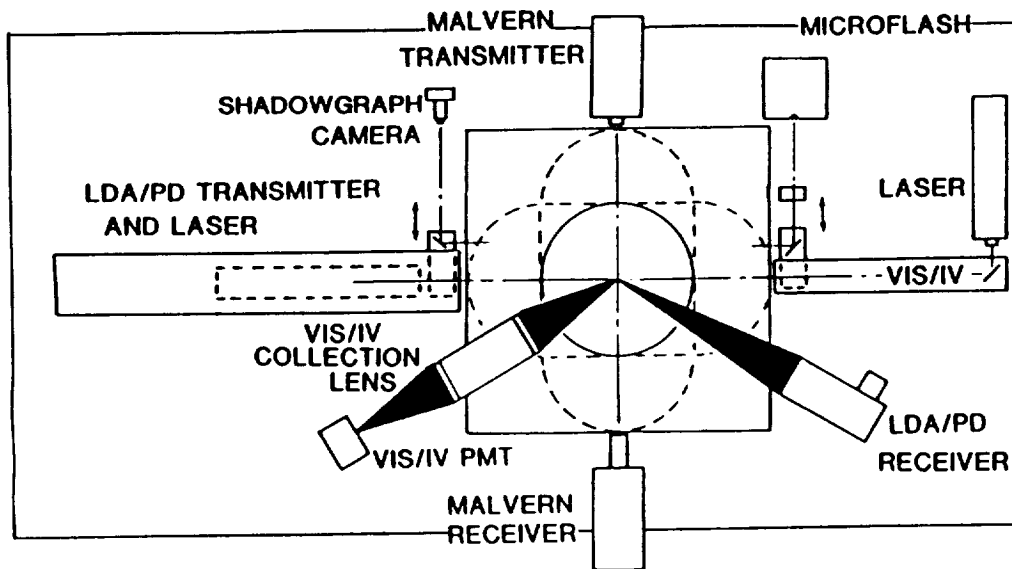 MALVERN
TRANSMITTER
MICROFLASH
SHADOWGRAPH
CAMERA
LDA/PD TRANSMITTER
AND LASER
LASER
VIS/IV
VIS/IV
COLLECTION
LENS
VIS/IV PMT
LDA/PD
RECEIVER
MALVERN
RECEIVER